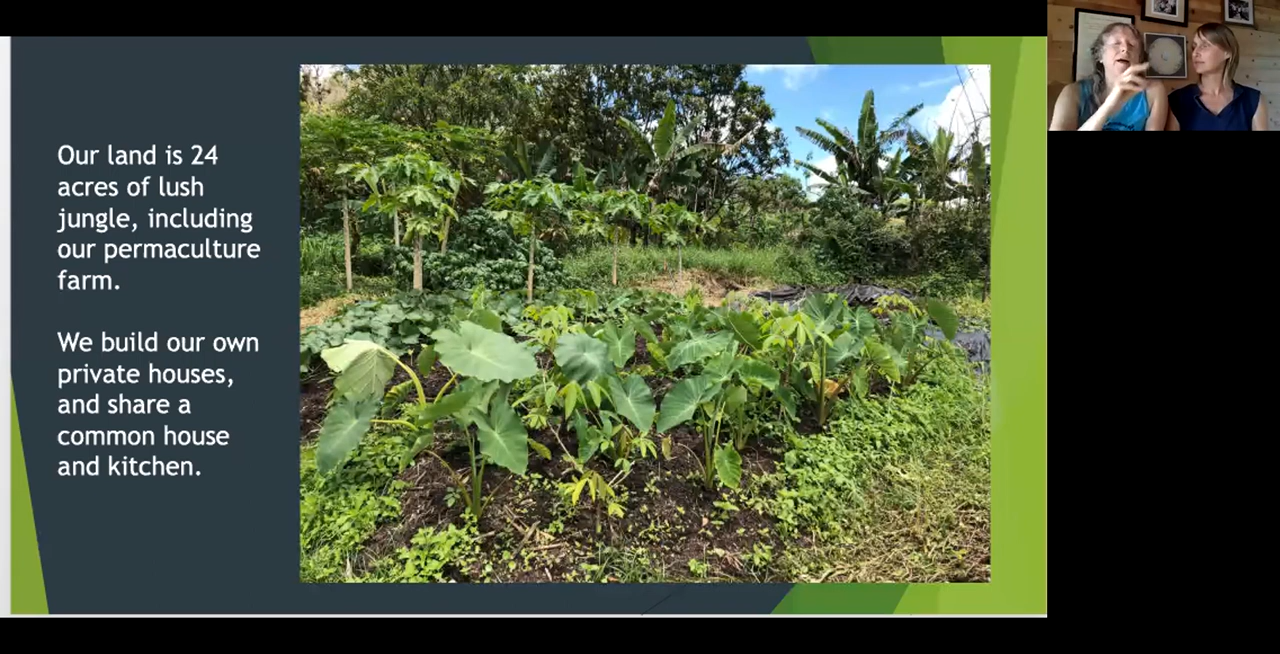 Our land is 24
acres of lush
jungle, including
our permaculture
farm.
We build our own
private houses,
and share a
common house
and kitchen.